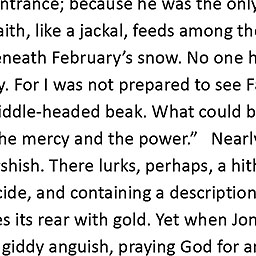 ntrance; because he was the only
aith, like a jackal, feeds among the
eneath February's snow. No one h
y. For I was not prepared to see Fa
iddle-headed beak. What could b
he mercy and the power.”   Nearly
shish. There lurks, perhaps, a hith
cide, and containing a description
es its rear with gold. Yet when Jon
giddy anguish, praying God for an